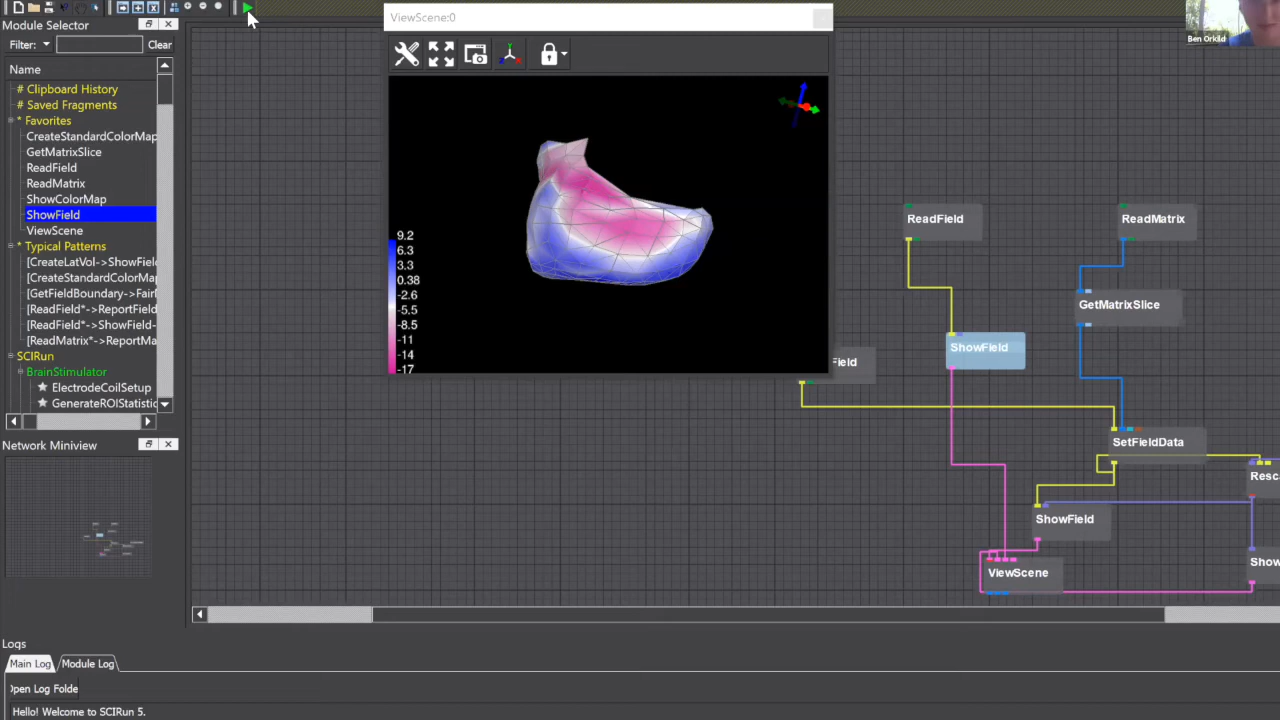 ViewScene:0
Module Selector
Filter:
Clear
Ben Orkild
Name
# Clipboard History
# Saved Fragments
* Favorites
CreateStandardColorMap
GetMatrixSlice
ReadField
ReadMatrix
ShowColorMap
ShowField
ViewScene
* Typical Patterns
[CreateLatVol->ShowFie
[CreateStandardColorMa
[GetFieldBoundary->Fair
[ReadField*->ReportField
[ReadField*->ShowField-
[ReadMatrix*->ReportMa
SCIRun
BrainStimulator
ElectrodeCoilSetup
GenerateROIStatistic
9.2
6.3
3.3
0.38
-2.6
-5.5
-8.5
-11
-14
-17
ReadField
ReadMatrix
GetMatrixSlice
ShowField
ield
SetFieldData
Resca
ShowField
Show
ViewScene
Network Miniview
Logs
Main Log
Module Log
Open Log Folde
Hello! Welcome to SCIRun 5.